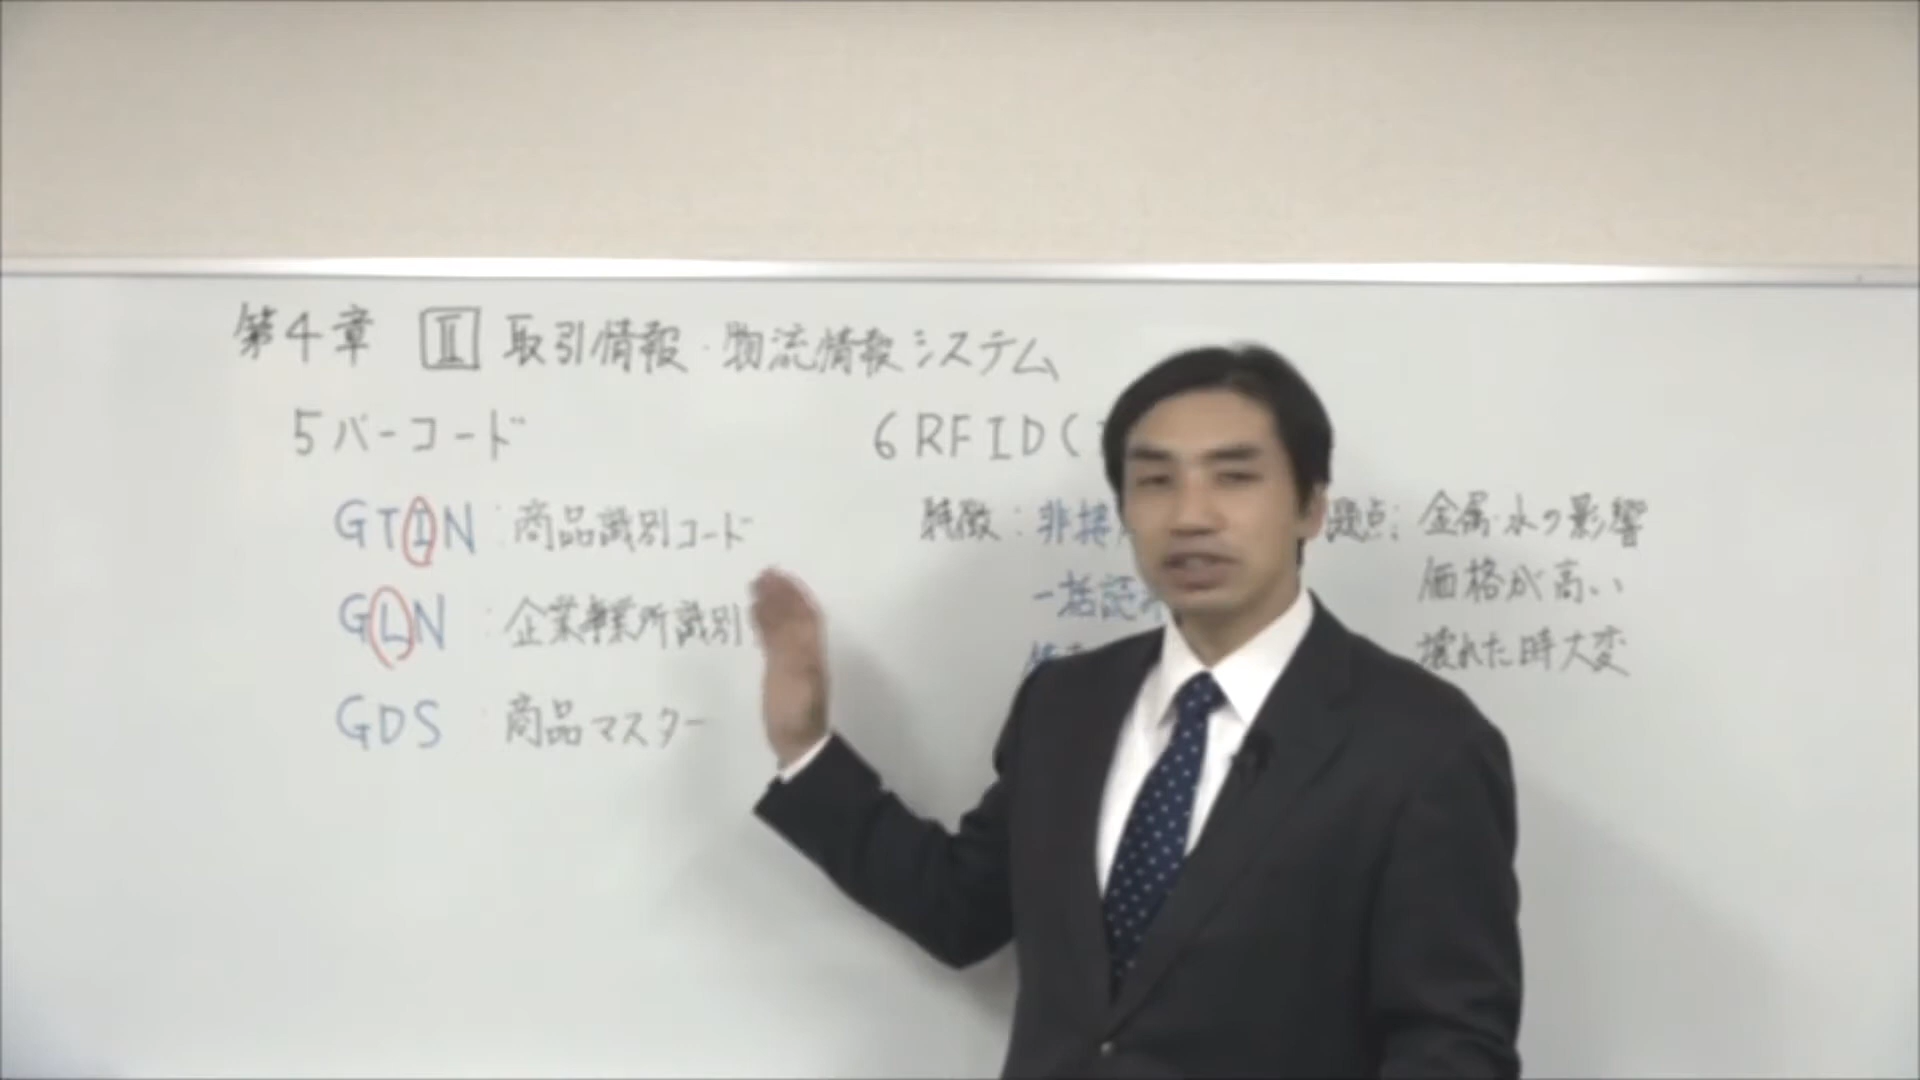 第4章 Ⅱ 取引情報・物流情報システム
5 バーコード
GTIN : 商品識別コード
GLN : 企業事業所識別
GDS : 商品マスター
6 RFID(
特徴 : 非接
一括読
題点 : 金属・水の影響
価格が高い
壊れた時大変